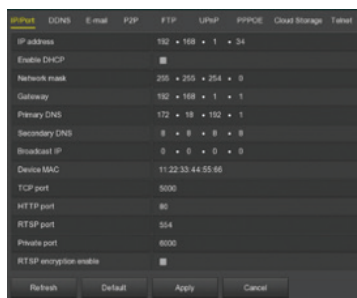 IP/Port DDNS E-mail P2P FTP UPnP PPPOE Cloud Storage Telnet
IP address 192 • 168 • 1 • 34
Enable DHCP
Network mask 255 • 255 • 254 • 0
Gateway 192 • 168 • 1 • 1
Primary DNS 172 • 18 • 192 • 1
Secondary DNS 8 • 8 • 8 • 8
Broadcast IP 0 • 0 • 0 • 0
Device MAC 11:22:33:44:55:66
TCP port 5000
HTTP port 80
RTSP port 554
Private port 6000
RTSP encryption enable
Refresh Default Apply Cancel